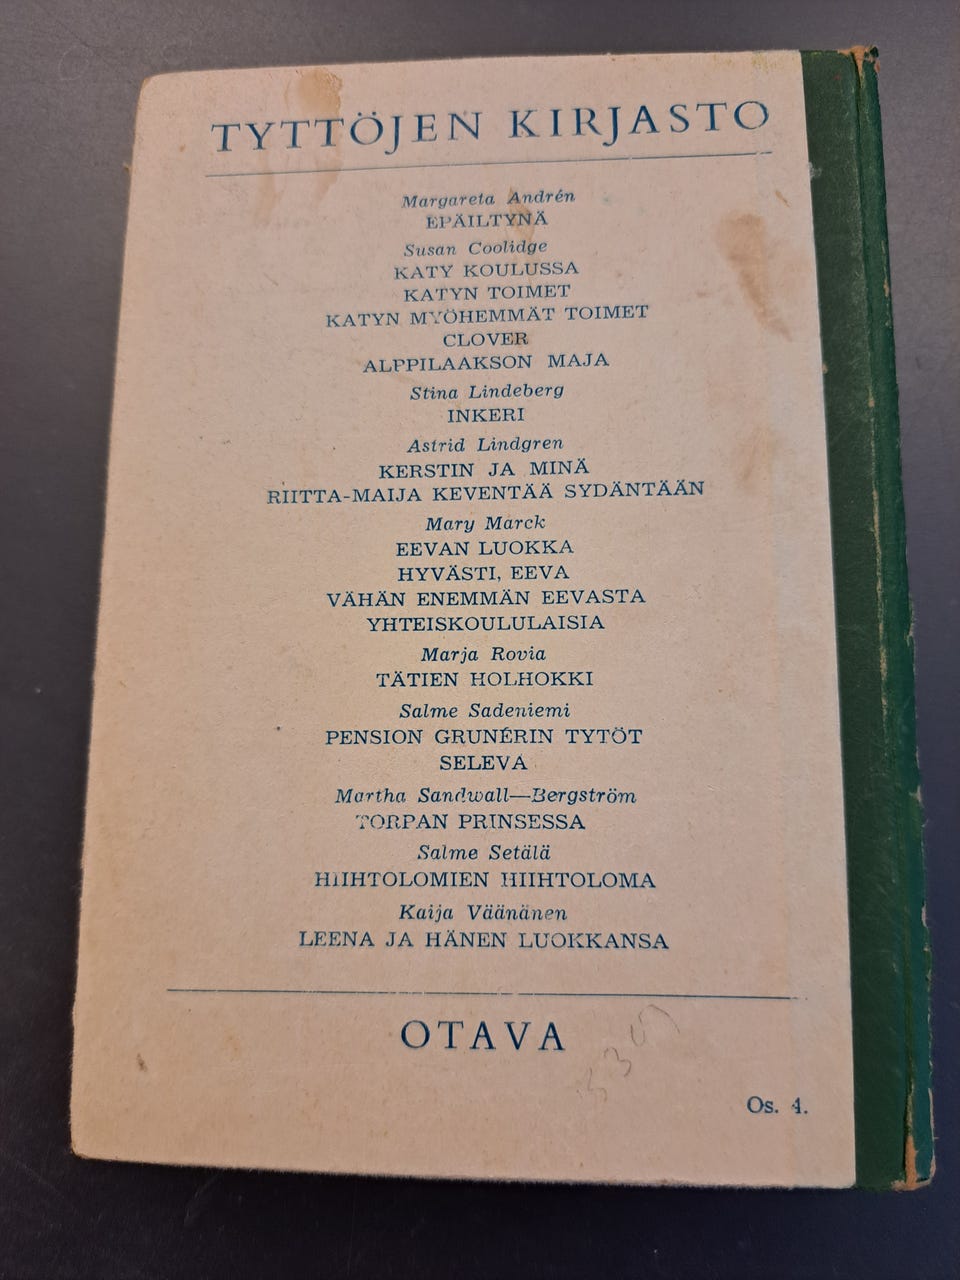 TYTTÖJEN KIRJASTO
Margareta Andrén
EPÄILTYNÄ
Susan Coolidge
KATY KOULUSSA
KATYN TOIMET
KATYN MYÖHEMMÄT TOIMET
CLOVER
ALPPILAAKSON MAJA
Stina Lindeberg
INKERI
Astrid Lindgren
KERSTIN JA MINÄ
RIITTA-MAIJA KEVENTÄÄ SYDÄNTÄÄN
Mary Marck
EEVAN LUOKKA
HYVÄSTI, EEVA
VÄHÄN ENEMMÄN EEVASTA
YHTEISKOULULAISIA
Marja Rovia
TÄTIEN HOLHOKKI
Salme Sadeniemi
PENSION GRUNÉRIN TYTÖT
SELEVA
Martha Sandwall—Bergström
TORPAN PRINSESSA
Salme Setälä
HIIHTOLOMIEN HIIHTOLOMA
Kaija Väänänen
LEENA JA HÄNEN LUOKKANSA
OTAVA
Os. 4.